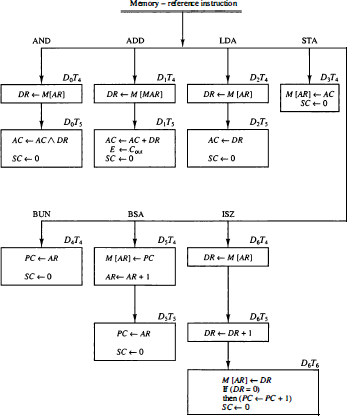 Memory – reference instruction
AND ADD LDA STA
D₀T₄ D₁T₄ D₂T₄ D₃T₄
DR ← M[AR] DR ← M [MAR] DR ← M [AR] M [AR] ← AC
SC ← 0
D₀T₅ D₁T₅ D₂T₅
AC ← AC ∧ DR AC ← AC + DR AC ← DR
E ← Cout
SC ← 0 SC ← 0 SC ← 0
BUN BSA ISZ
D₄T₄ D₅T₄ D₆T₄
PC ← AR M [AR] ← PC DR ← M [AR]
SC ← 0 AR← AR + 1
D₅T₅ D₆T₅
PC ← AR DR ← DR + 1
SC ← 0
D₆T₆
M [AR] ← DR
If (DR = 0)
then (PC ← PC + 1)
SC ← 0